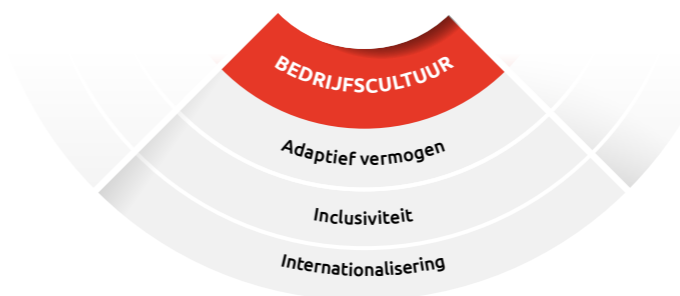 BEDRIJFSCULTUUR
Adaptief vermogen
Inclusiviteit
Internationalisering